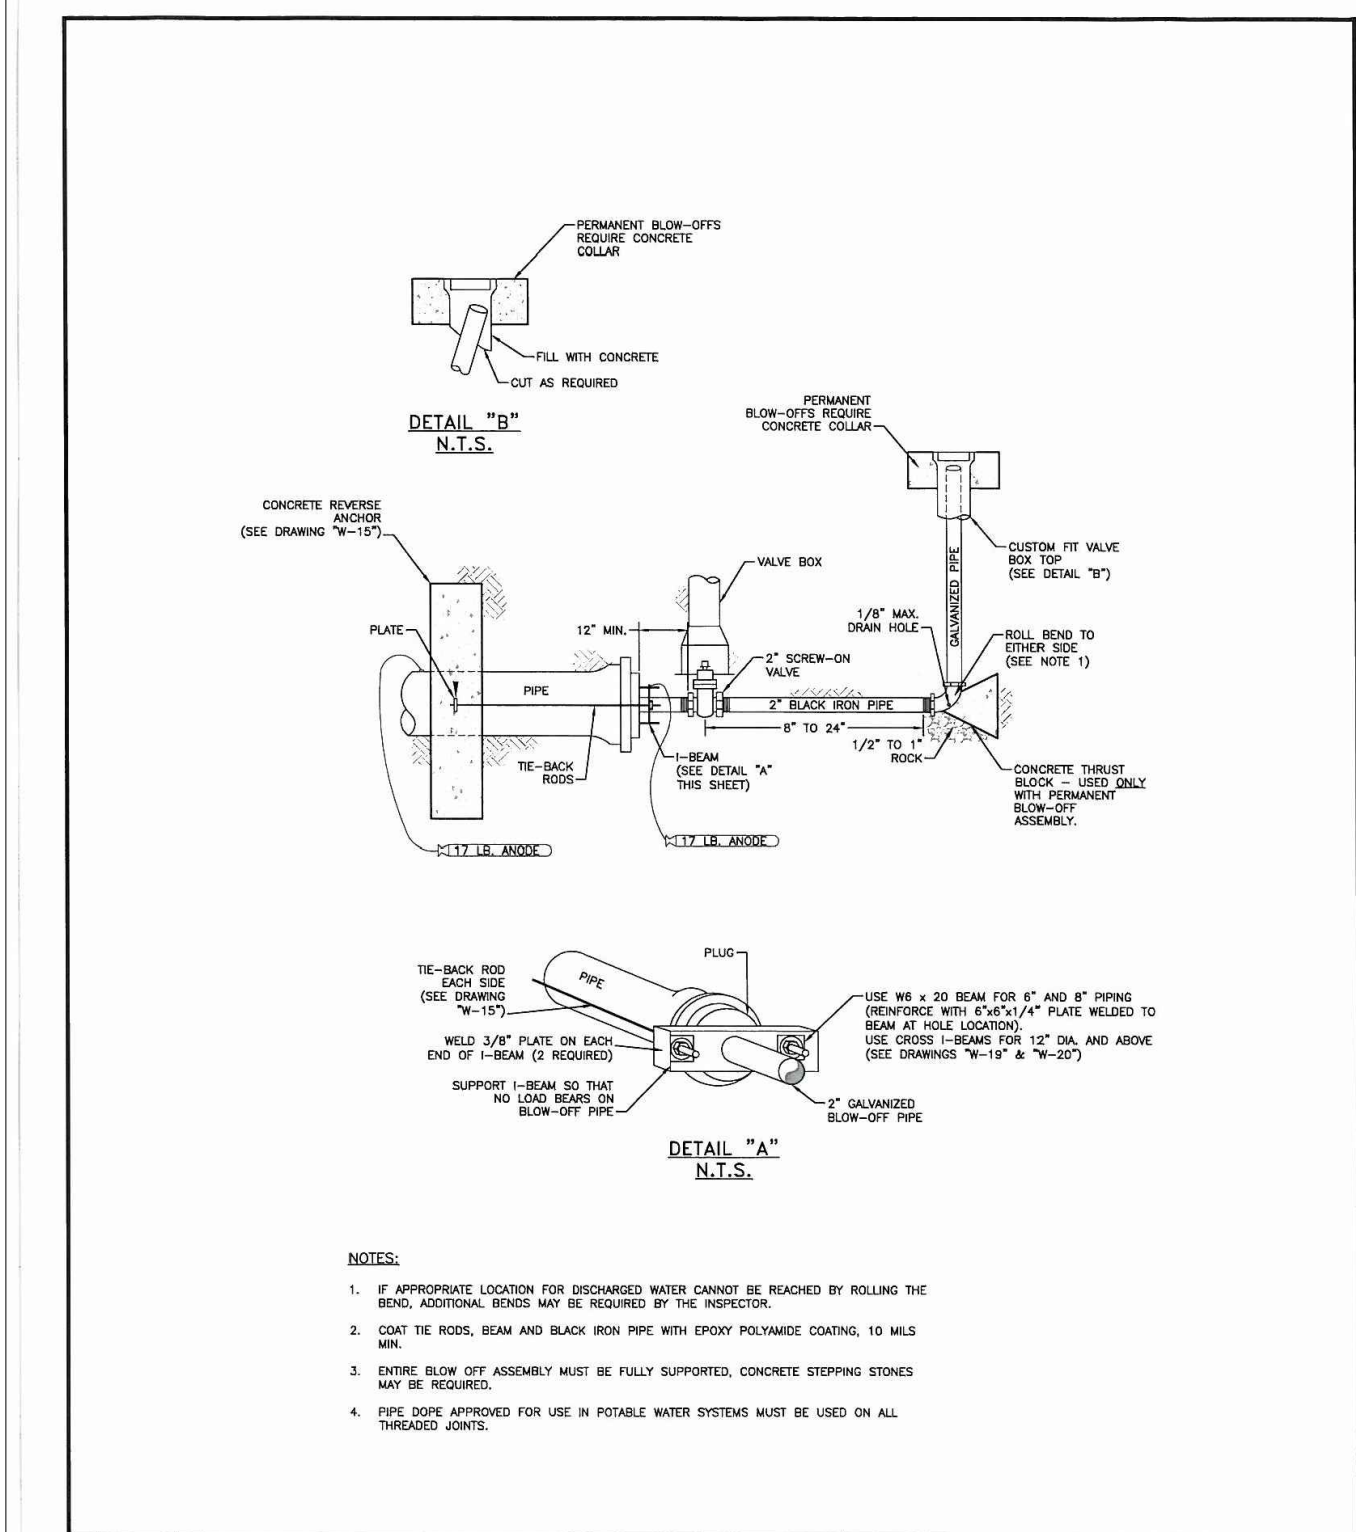 PERMANENT BLOW-OFFS
REQUIRE CONCRETE
COLLAR
FILL WITH CONCRETE
CUT AS REQUIRED
DETAIL "B"
N.T.S.
PERMANENT
BLOW-OFFS REQUIRE
CONCRETE COLLAR
CONCRETE REVERSE
ANCHOR
(SEE DRAWING "W-15")
PLATE
PIPE
12" MIN.
VALVE BOX
2" SCREW-ON
VALVE
1/8" MAX.
DRAIN HOLE
GALVANIZED PIPE
CUSTOM FIT VALVE
BOX TOP
(SEE DETAIL "B")
ROLL BEND TO
EITHER SIDE
(SEE NOTE 1)
2" BLACK IRON PIPE
8" TO 24"
1/2" TO 1"
ROCK
TIE-BACK
RODS
I-BEAM
(SEE DETAIL "A"
THIS SHEET)
CONCRETE THRUST
BLOCK - USED ONLY
WITH PERMANENT
BLOW-OFF
ASSEMBLY.
17 LB. ANODE
17 LB. ANODE
PLUG
PIPE
TIE-BACK ROD
EACH SIDE
(SEE DRAWING
"W-15")
WELD 3/8" PLATE ON EACH
END OF I-BEAM (2 REQUIRED)
SUPPORT I-BEAM SO THAT
NO LOAD BEARS ON
BLOW-OFF PIPE
USE W6 x 20 BEAM FOR 6" AND 8" PIPING
(REINFORCE WITH 6"x6"x1/4" PLATE WELDED TO
BEAM AT HOLE LOCATION).
USE CROSS I-BEAMS FOR 12" DIA. AND ABOVE
(SEE DRAWINGS "W-19" & "W-20")
2" GALVANIZED
BLOW-OFF PIPE
DETAIL "A"
N.T.S.
NOTES:
1. IF APPROPRIATE LOCATION FOR DISCHARGED WATER CANNOT BE REACHED BY ROLLING THE
BEND, ADDITIONAL BENDS MAY BE REQUIRED BY THE INSPECTOR.
2. COAT TIE RODS, BEAM AND BLACK IRON PIPE WITH EPOXY POLYAMIDE COATING, 10 MILS
MIN.
3. ENTIRE BLOW OFF ASSEMBLY MUST BE FULLY SUPPORTED, CONCRETE STEPPING STONES
MAY BE REQUIRED.
4. PIPE DOPE APPROVED FOR USE IN POTABLE WATER SYSTEMS MUST BE USED ON ALL
THREADED JOINTS.